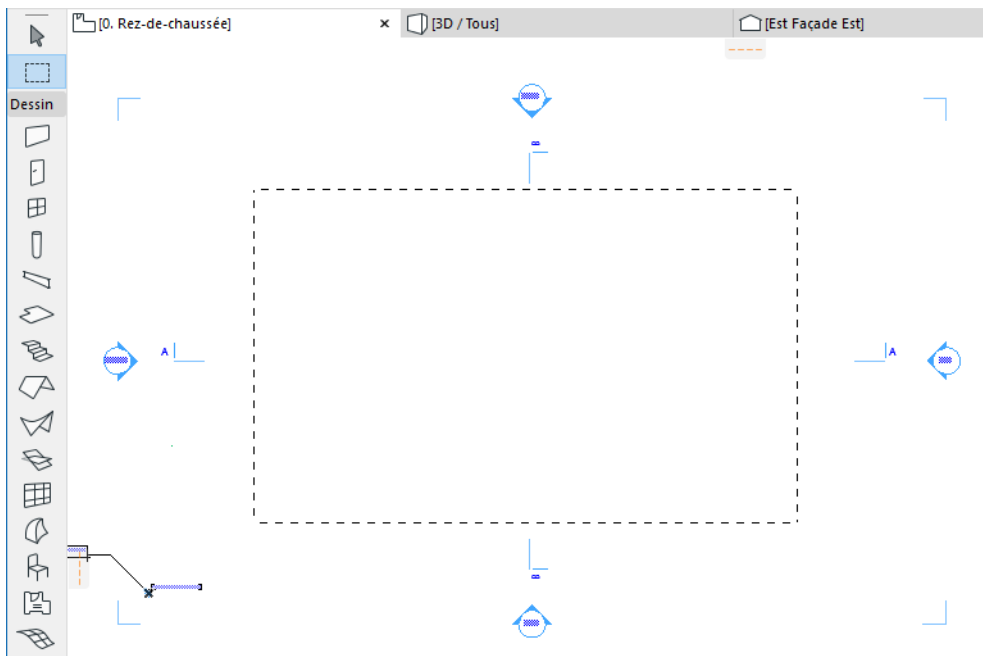 [0. Rez-de-chaussée]
[3D / Tous]
[Est Façade Est]
Dessin
B
A
A
B